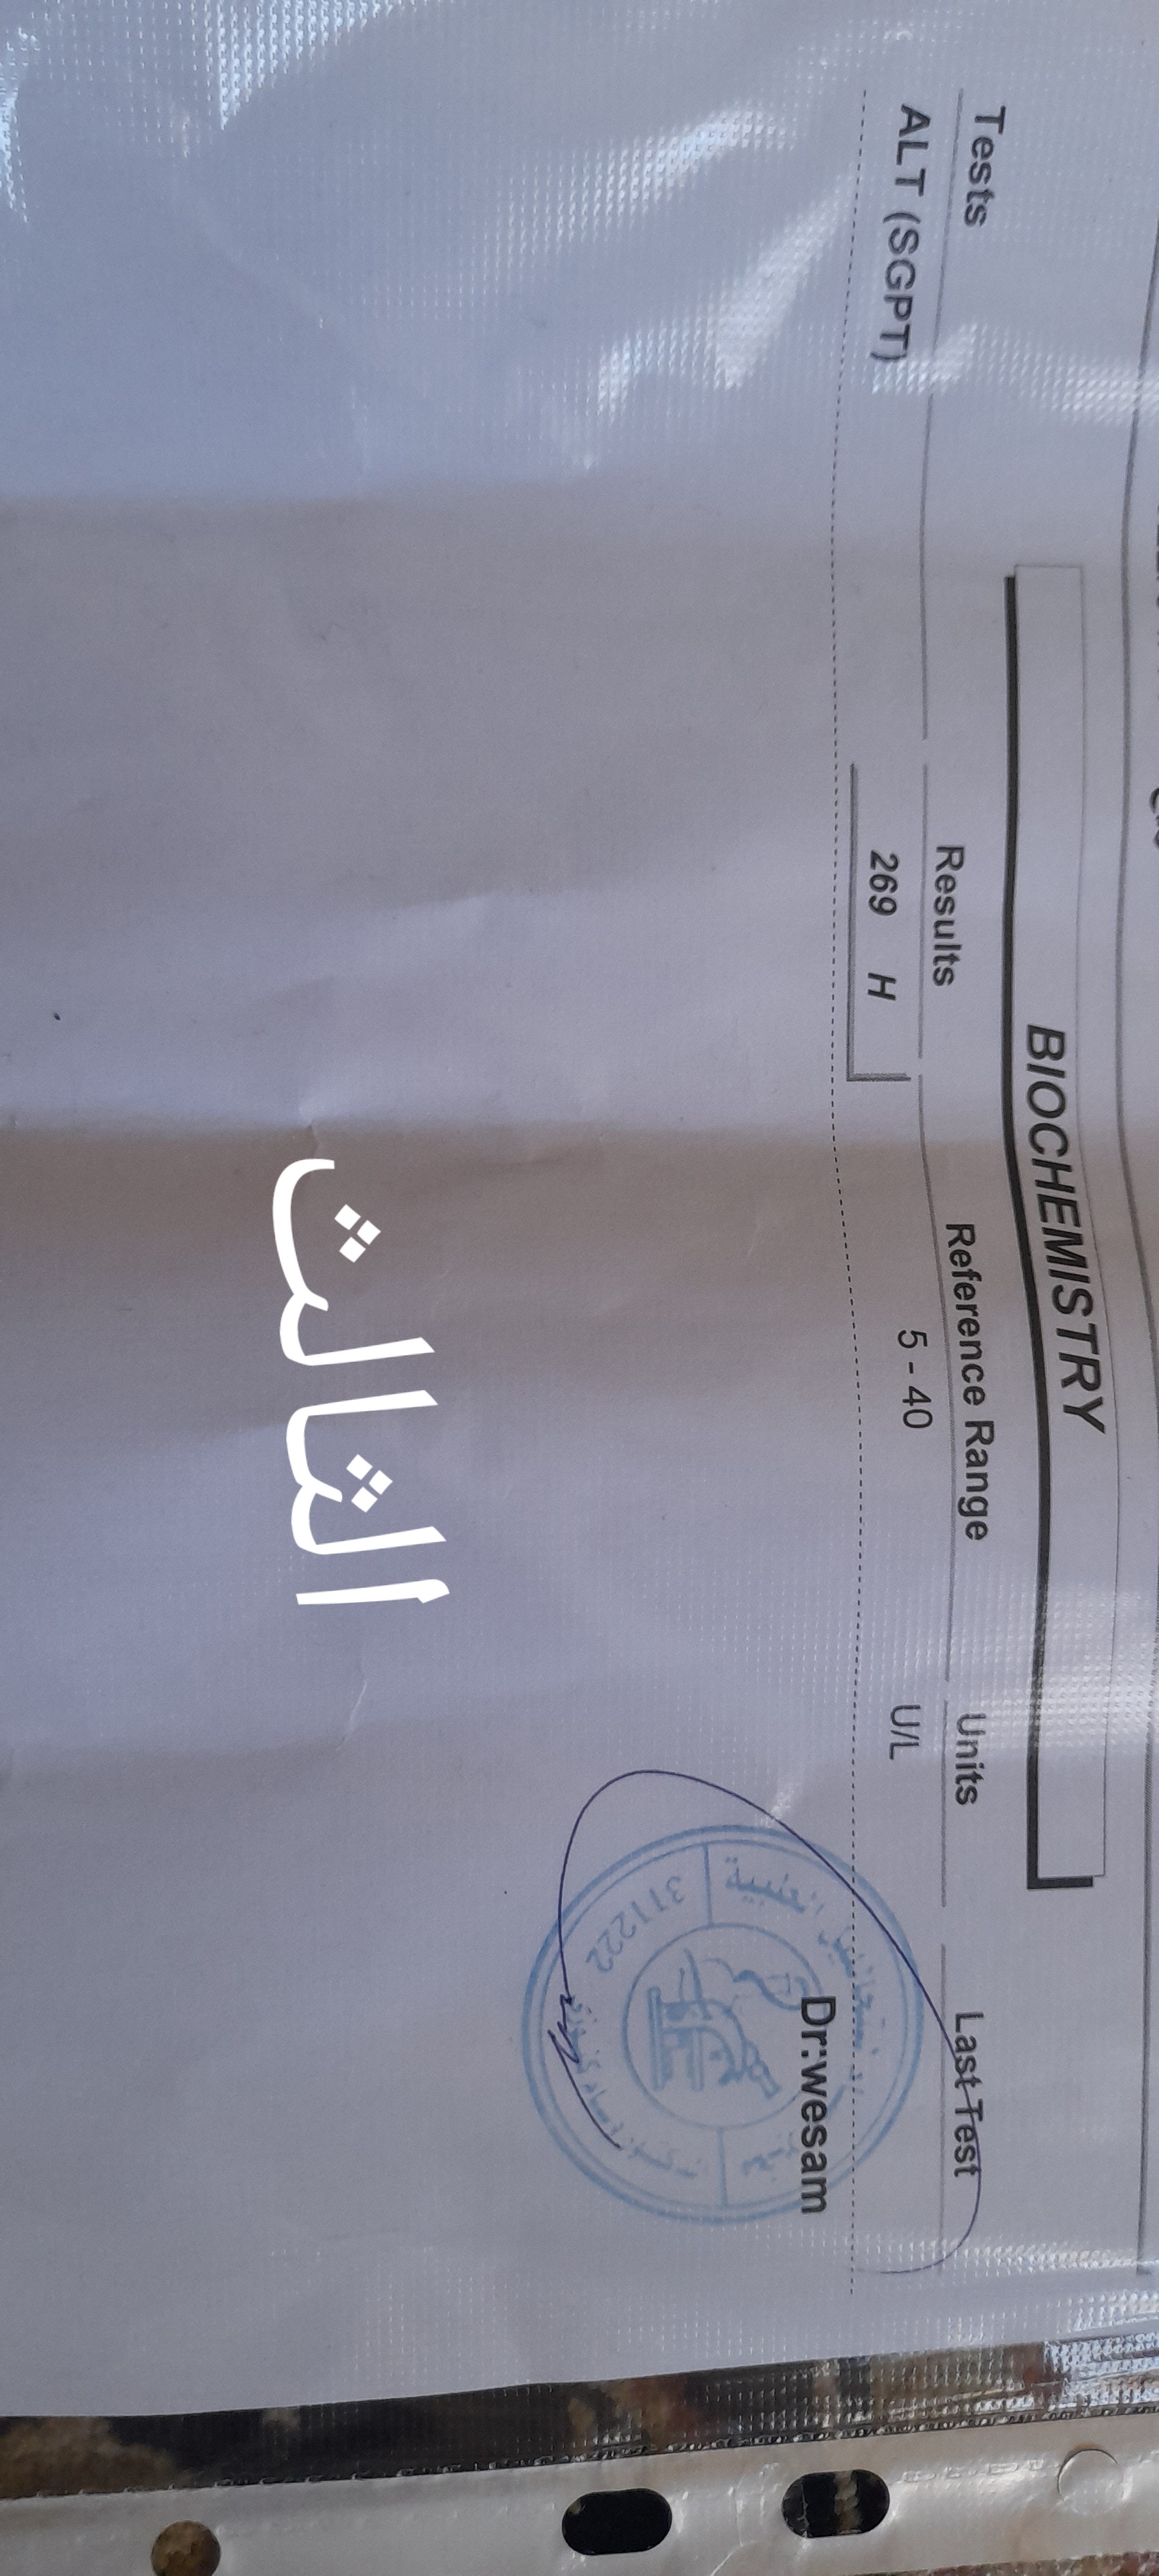 BIOCHEMISTRY
Tests Results Reference Range Units Last Test
ALT (SGPT) 269 H 5 - 40 U/L
Dr:wesam
311222
الثالث